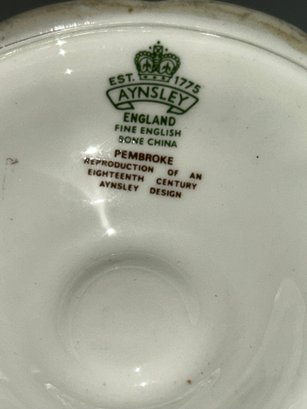 EST. 1775
AYNSLEY
ENGLAND
FINE ENGLISH
BONE CHINA
PEMBROKE
REPRODUCTION OF AN
EIGHTEENTH CENTURY
AYNSLEY DESIGN